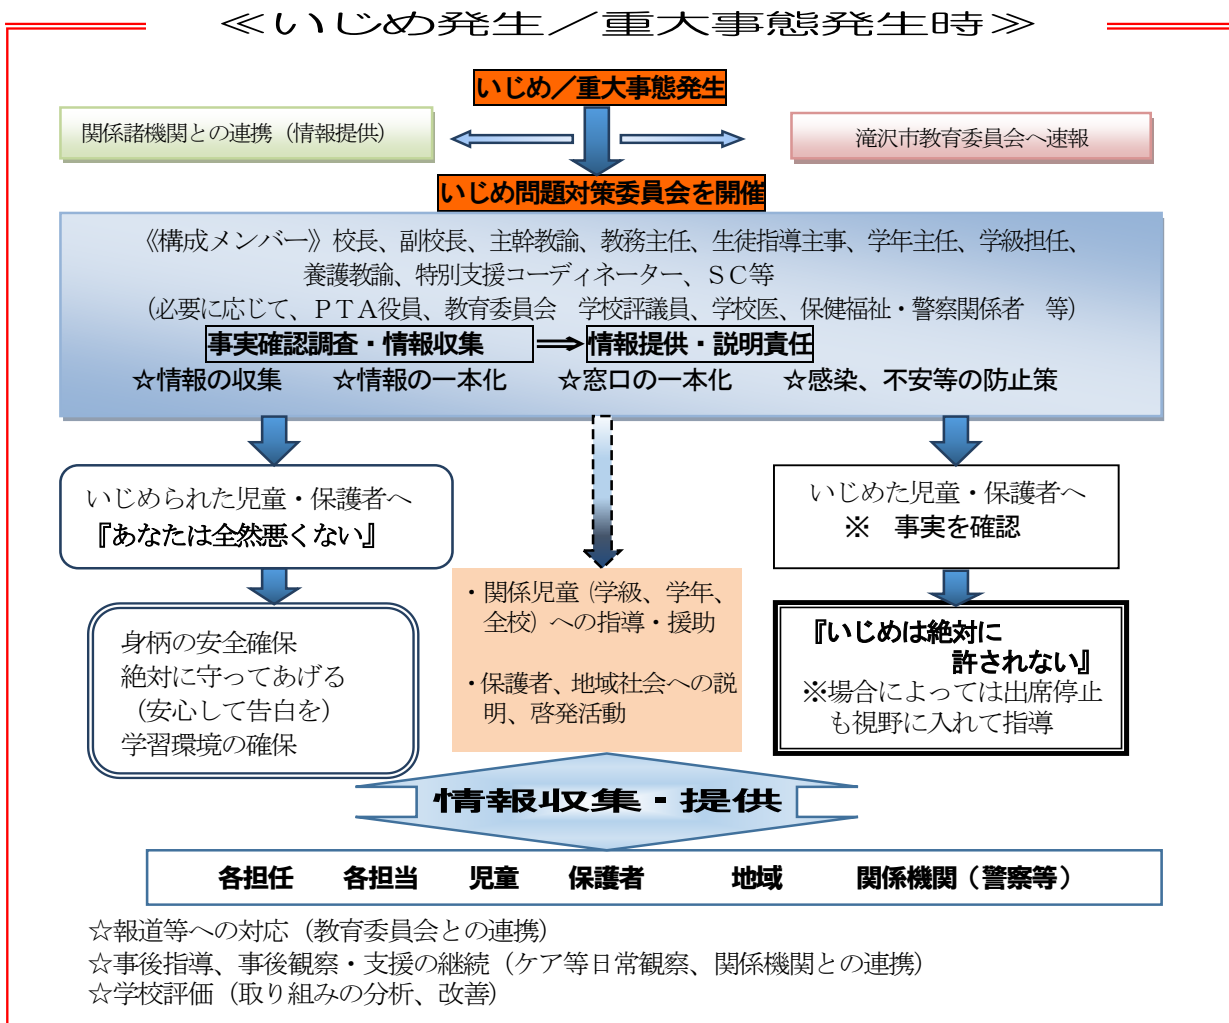 ≪いじめ発生／重大事態発生時≫
いじめ／重大事態発生
関係諸機関との連携（情報提供）
滝沢市教育委員会へ速報
いじめ問題対策委員会を開催
《構成メンバー》校長、副校長、主幹教諭、教務主任、生徒指導主事、学年主任、学級担任、
養護教諭、特別支援コーディネーター、ＳＣ等
（必要に応じて、ＰＴＡ役員、教育委員会　学校評議員、学校医、保健福祉・警察関係者　等）
事実確認調査・情報収集
情報提供・説明責任
☆情報の収集　☆情報の一本化　☆窓口の一本化　☆感染、不安等の防止策
いじめられた児童・保護者へ
『あなたは全然悪くない』
身柄の安全確保
絶対に守ってあげる
（安心して告白を）
学習環境の確保
・関係児童（学級、学年、
全校）への指導・援助
・保護者、地域社会への説
明、啓発活動
いじめた児童・保護者へ
※　事実を確認
『いじめは絶対に
許されない』
※場合によっては出席停止
も視野に入れて指導
情報収集・提供
各担任　各担当　児童　保護者　地域　関係機関（警察等）
☆報道等への対応（教育委員会との連携）
☆事後指導、事後観察・支援の継続（ケア等日常観察、関係機関との連携）
☆学校評価（取り組みの分析、改善）